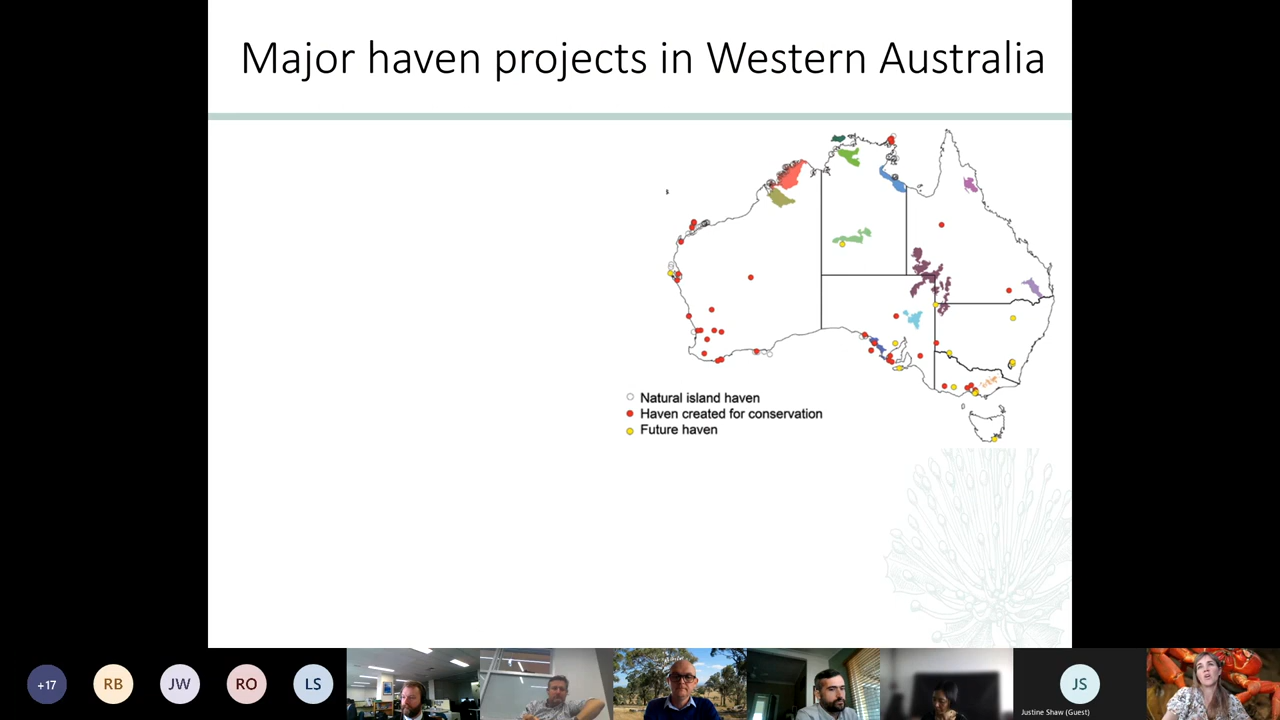 Major haven projects in Western Australia
Natural island haven
Haven created for conservation
Future haven
+17
RB
JW
RO
LS
JS
Justine Shaw (Guest)